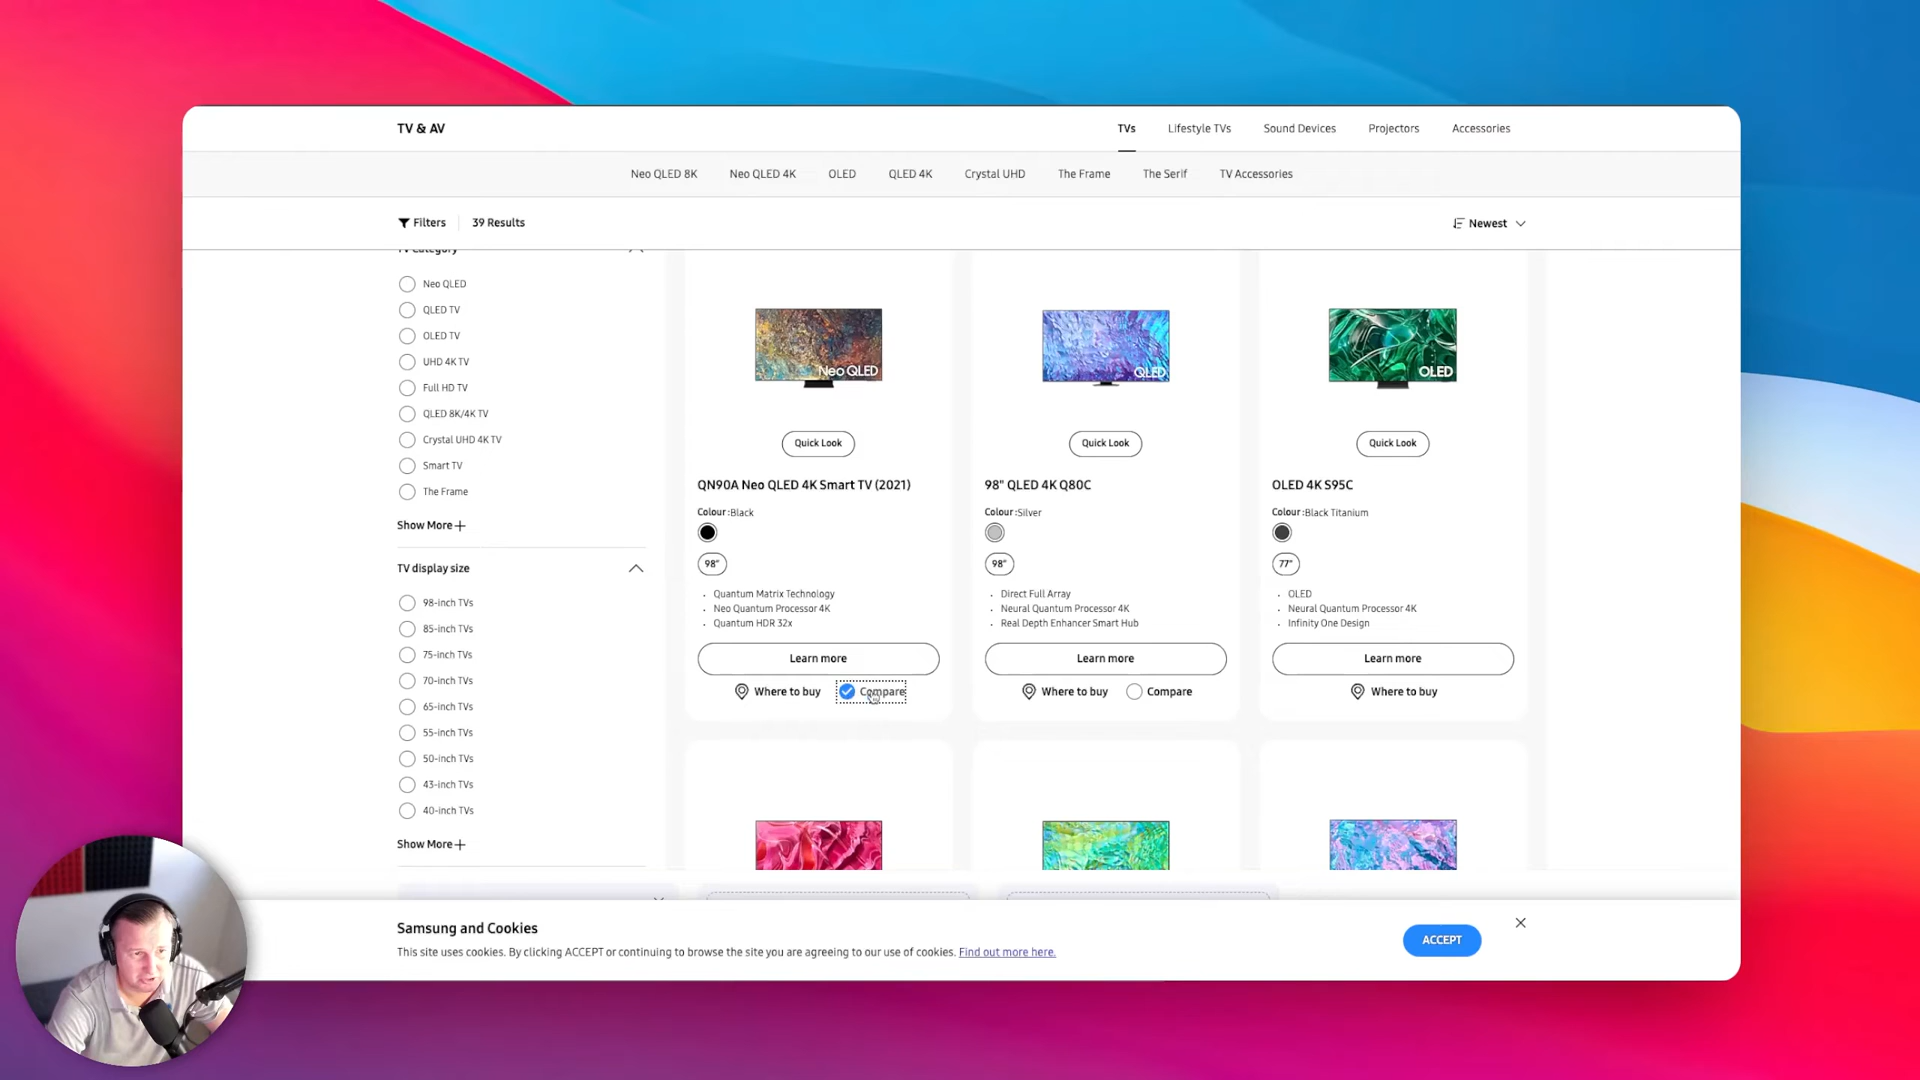 TV & AV
TVs
Lifestyle TVs
Sound Devices
Projectors
Accessories
Neo QLED 8K
Neo QLED 4K
OLED
QLED 4K
Crystal UHD
The Frame
The Serif
TV Accessories
Filters
39 Results
Newest
TV Category
Neo QLED
QLED TV
OLED TV
UHD 4K TV
Full HD TV
QLED 8K/4K TV
Crystal UHD 4K TV
Smart TV
The Frame
Show More
TV display size
98-inch TVs
85-inch TVs
75-inch TVs
70-inch TVs
65-inch TVs
55-inch TVs
50-inch TVs
43-inch TVs
40-inch TVs
Show More
Neo QLED
Quick Look
QN90A Neo QLED 4K Smart TV (2021)
Colour :Black
98"
Quantum Matrix Technology
Neo Quantum Processor 4K
Quantum HDR 32x
Learn more
Where to buy
Compare
QLED
Quick Look
98" QLED 4K Q80C
Colour :Silver
98"
Direct Full Array
Neural Quantum Processor 4K
Real Depth Enhancer Smart Hub
Learn more
Where to buy
Compare
OLED
Quick Look
OLED 4K S95C
Colour :Black Titanium
77"
OLED
Neural Quantum Processor 4K
Infinity One Design
Learn more
Where to buy
Samsung and Cookies
This site uses cookies. By clicking ACCEPT or continuing to browse the site you are agreeing to our use of cookies. Find out more here.
ACCEPT